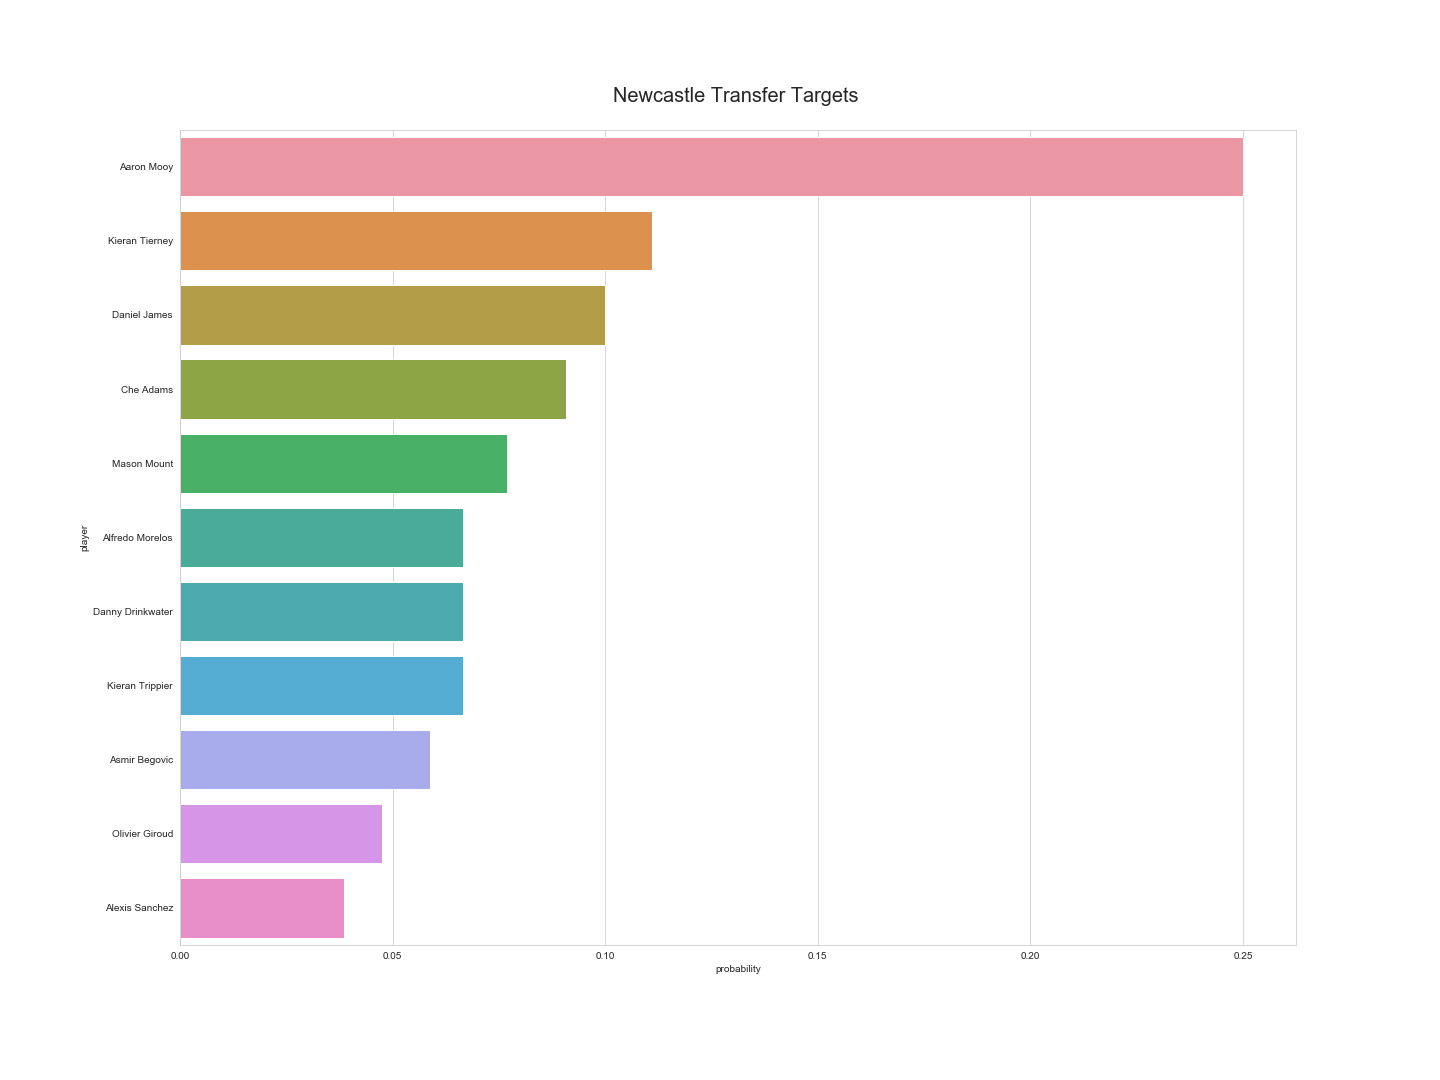 Newcastle Transfer Targets
player
Aaron Mooy
Kieran Tierney
Daniel James
Che Adams
Mason Mount
Alfredo Morelos
Danny Drinkwater
Kieran Trippier
Asmir Begovic
Olivier Giroud
Alexis Sanchez
0.00 0.05 0.10 0.15 0.20 0.25
probability